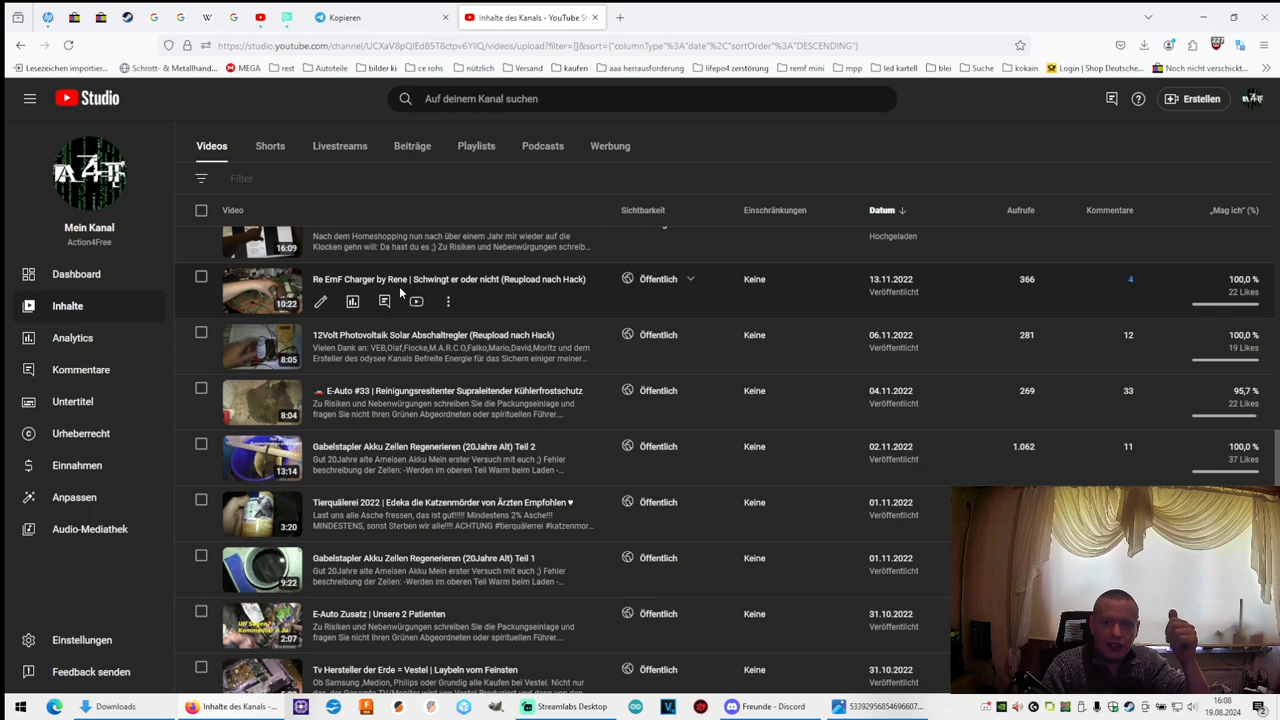 Kopieren
Inhalte des Kanals - YouTube St
https://studio.youtube.com/channel/UCXaV8pQIEd85T8ctpv6YlIQ/videos/upload?filter=[]&sort={"columnType"%3A"date"%2C"sortOrder"%3A"DESCENDING"}
227
Lesezeichen importier...
Schrott- & Metallhand...
MEGA
rest
Autoteile
bilder ki
ce rohs
nützlich
Versand
kaufen
aaa herrausforderung
lifepo4 zerstörung
remf mini
mpp
led kartell
blei
Suche
kokain
Login | Shop Deutsche...
Noch nicht verschickt...
Studio
Auf deinem Kanal suchen
Erstellen
A4F
Mein Kanal
Action4Free
Dashboard
Inhalte
Analytics
Kommentare
Untertitel
Urheberrecht
Einnahmen
Anpassen
Audio-Mediathek
Einstellungen
Feedback senden
Videos
Shorts
Livestreams
Beiträge
Playlists
Podcasts
Werbung
Filter
Video
Sichtbarkeit
Einschränkungen
Datum
Aufrufe
Kommentare
„Mag ich“ (%)
16:09
Nach dem Homeshopping nun nach über einem Jahr mir wieder auf die
Klocken gehn will: Da hast du es ;) Zu Risiken und Nebenwürgungen schreib...
Hochgeladen
10:22
Re EmF Charger by Rene | Schwingt er oder nicht (Reupload nach Hack)
Öffentlich
Keine
13.11.2022
Veröffentlicht
366
4
100,0 %
22 Likes
8:05
12Volt Photovoltaik Solar Abschaltregler (Reupload nach Hack)
Vielen Dank an: VEB,Olaf,Flocke,M.A.R.C.O,Falko,Mario,David,Moritz und dem
Ersteller des odysee Kanals Befreite Energie für das Sichern einiger meiner...
Öffentlich
Keine
06.11.2022
Veröffentlicht
281
12
100,0 %
19 Likes
8:04
E-Auto #33 | Reinigungsresitenter Supraleitender Kühlerfrostschutz
Zu Risiken und Nebenwürgungen schreiben Sie die Packungseinlage und
fragen Sie nicht Ihren Grünen Abgeordneten oder spirituellen Führer...
Öffentlich
Keine
04.11.2022
Veröffentlicht
269
33
95,7 %
22 Likes
13:14
Gabelstapler Akku Zellen Regenerieren (20Jahre Alt) Teil 2
Gut 20Jahre alte Ameisen Akku Mein erster Versuch mit euch ;) Fehler
beschreibung der Zellen: -Werden im oberen Teil Warm beim Laden -...
Öffentlich
Keine
02.11.2022
Veröffentlicht
1.062
11
100,0 %
37 Likes
3:20
Tierquälerei 2022 | Edeka die Katzenmörder von Ärzten Empfohlen ♥
Last uns alle Asche fressen, das ist gut!!!!! Mindestens 2% Asche!!!
MINDESTENS, sonst Sterben wir alle!!!! ACHTUNG #tierquälerrei #katzenmor...
Öffentlich
Keine
01.11.2022
Veröffentlicht
9:22
Gabelstapler Akku Zellen Regenerieren (20Jahre Alt) Teil 1
Gut 20Jahre alte Ameisen Akku Mein erster Versuch mit euch ;) Fehler
beschreibung der Zellen: -Werden im oberen Teil Warm beim Laden -...
Öffentlich
Keine
01.11.2022
Veröffentlicht
2:07
E-Auto Zusatz | Unsere 2 Patienten
Zu Risiken und Nebenwürgungen schreiben Sie die Packungseinlage und
fragen Sie nicht Ihren Grünen Abgeordneten oder spirituellen Führer...
Öffentlich
Keine
31.10.2022
Veröffentlicht
Tv Hersteller der Erde = Vestel | Laybeln vom Feinsten
Ob Samsung ,Medion, Philips oder Grundig alle Kaufen bei Vestel. Nicht nur
Öffentlich
Keine
31.10.2022
Veröffentlicht
Downloads
Inhalte des Kanals - ...
Streamlabs Desktop
Freunde - Discord
53392956854696607...
16:08
19.08.2024